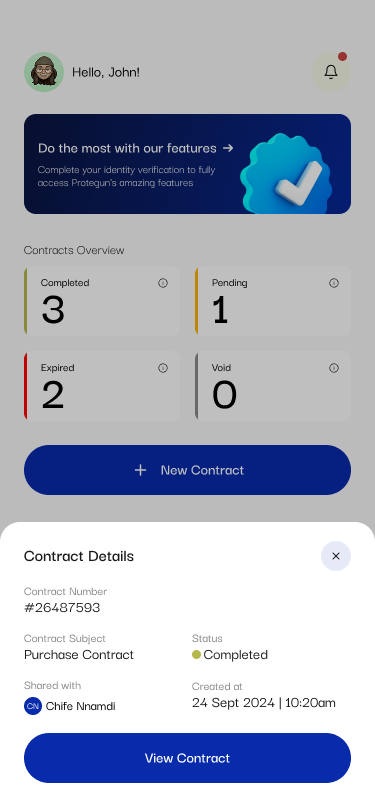 Hello, John!
Do the most with our features →
Complete your identity verification to fully
access Protegun's amazing features
Contracts Overview
Completed
3
Pending
1
Expired
2
Void
0
+ New Contract
Contract Details
Contract Number
#26487593
Contract Subject
Purchase Contract
Status
Completed
Shared with
CN Chife Nnamdi
Created at
24 Sept 2024 | 10:20am
View Contract